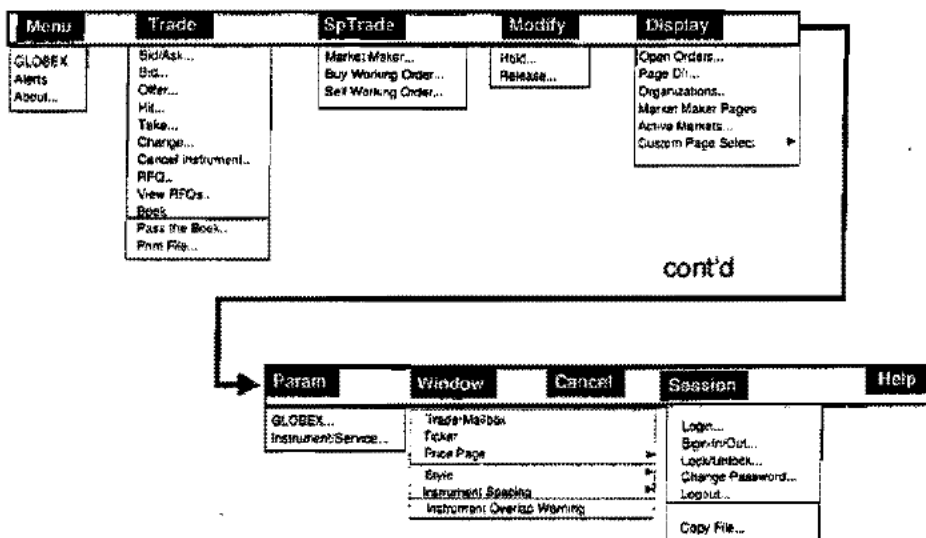 Menu Trade SpTrade Modify Display
GLOBEX
Alerts
About...
Bid/Ask...
Bid...
Offer...
Hit...
Take...
Change...
Cancel Instrument...
RFQ...
View RFQs...
Book
Pass the Book...
Print File...
Market Maker...
Buy Working Order...
Sell Working Order...
Hold...
Release...
Open Orders...
Page Dir...
Organizations...
Market Maker Pages
Active Markets...
Custom Page Select
cont'd
Param Window Cancel Session Help
GLOBEX...
Instrument/Service...
Trader Mailbox
Ticker
Price Page
Style
Instrument Spacing
Instrument Overlap Warning
Login...
Sign-In/Out...
Lock/Unlock...
Change Password...
Logout...
Copy File...